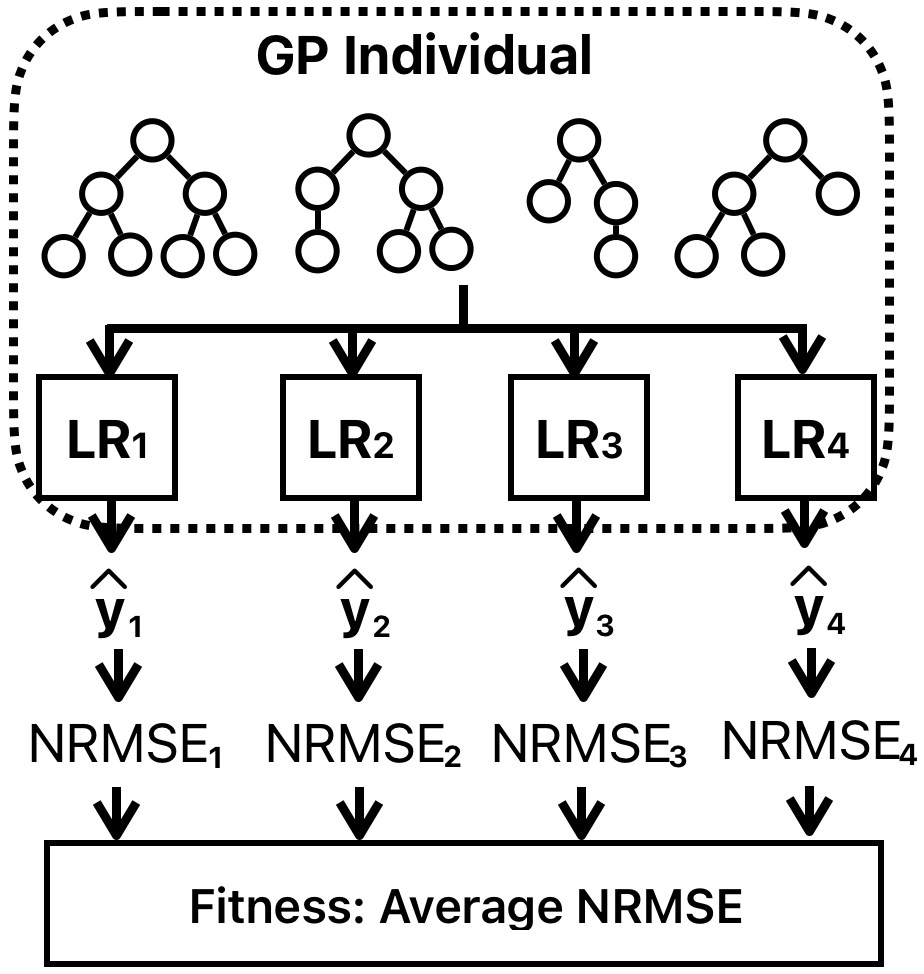 GP Individual
LR1 LR2 LR3 LR4
ŷ1 ŷ2 ŷ3 ŷ4
NRMSE1 NRMSE2 NRMSE3 NRMSE4
Fitness: Average NRMSE